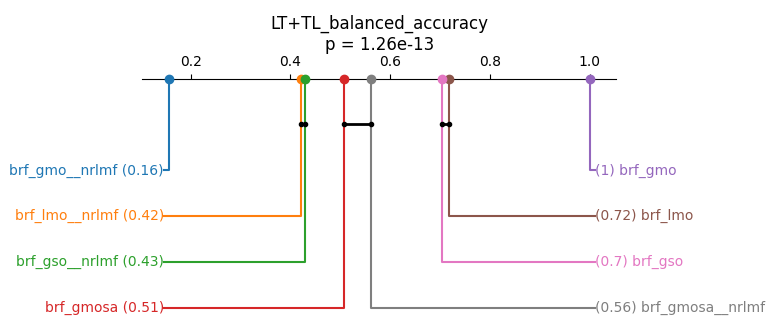 LT+TL_balanced_accuracy
p = 1.26e-13
0.2 0.4 0.6 0.8 1.0
brf_gmo__nrlmf (0.16) (1) brf_gmo
brf_lmo__nrlmf (0.42) (0.72) brf_lmo
brf_gso__nrlmf (0.43) (0.7) brf_gso
brf_gmosa (0.51) (0.56) brf_gmosa__nrlmf